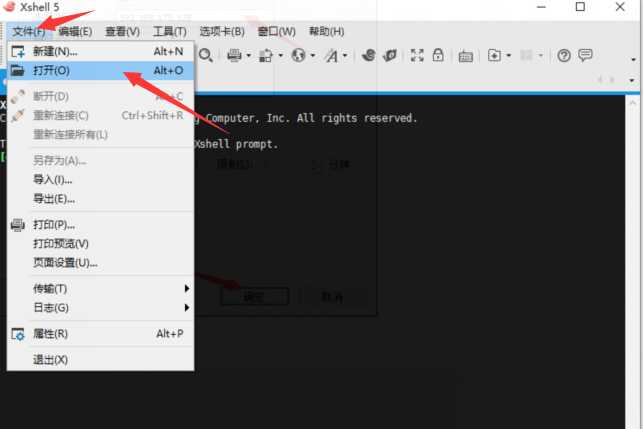 Xshell 5
文件(F) 编辑(E) 查看(V) 工具(T) 选项卡(B) 窗口(W) 帮助(H)
新建(N)... Alt+N
打开(O) Alt+O
断开(D) Alt+C
重新连接(C) Ctrl+Shift+R
重新连接所有(L)
另存为(A)...
导入(I)...
导出(E)...
打印(P)...
打印预览(V)
页面设置(U)...
传输(T)
日志(G)
属性(R) Alt+P
退出(X)
X
C g Computer, Inc. All rights reserved.
T Xshell prompt.
[
分钟
确定 取消